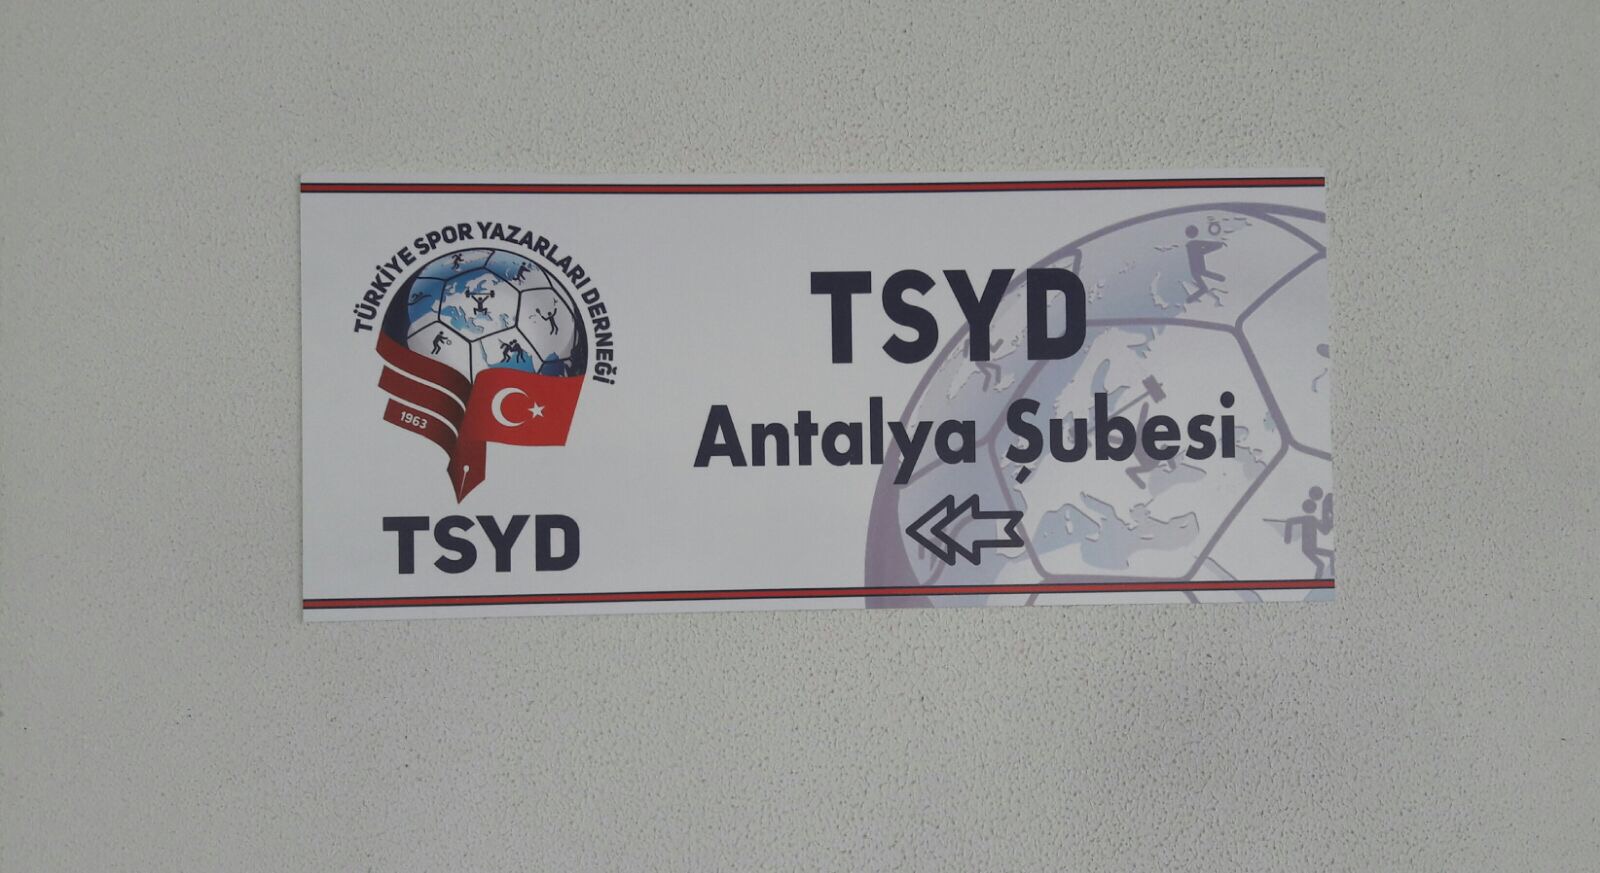 TÜRKİYE SPOR YAZARLARI DERNEĞİ
1963
TSYD
TSYD
Antalya Şubesi